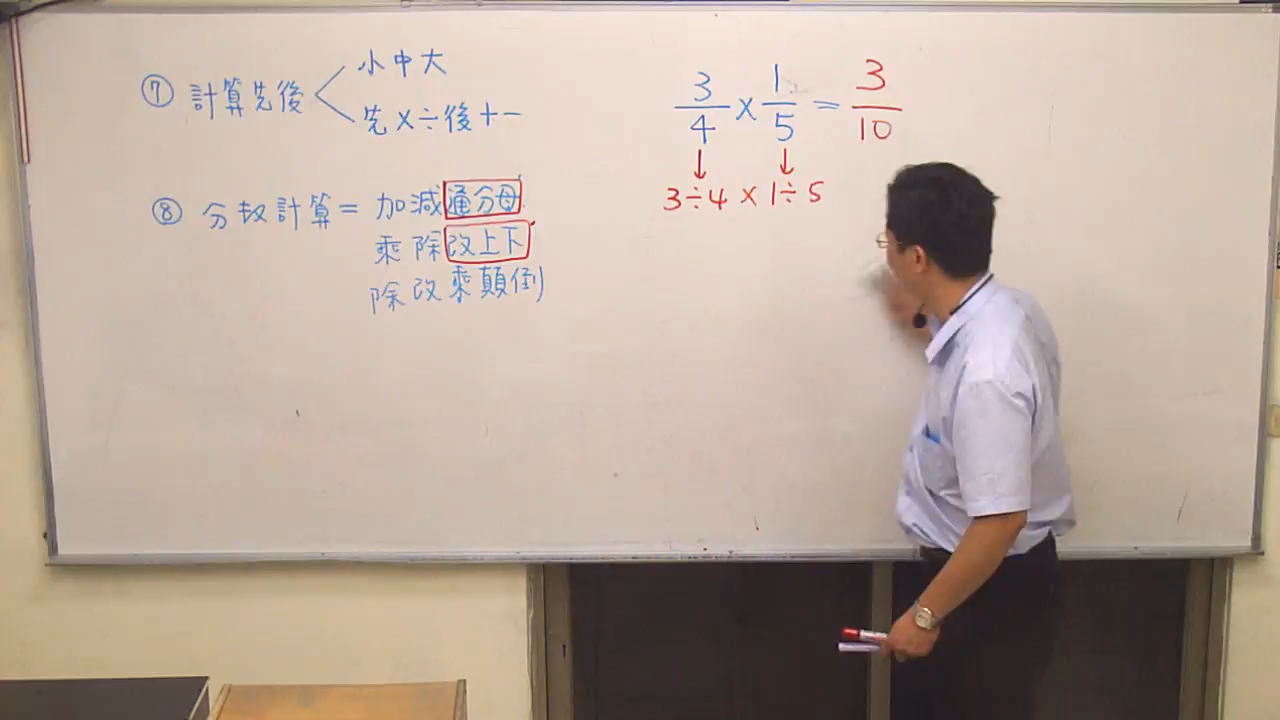 ⑦ 計算先後 小中大
先×÷後+－
⑧ 分叔計算= 加減通分母
乘除改上下
除改乘顛倒
3/4 × 1/5 = 3/10
↓ ↓
3÷4 × 1÷5